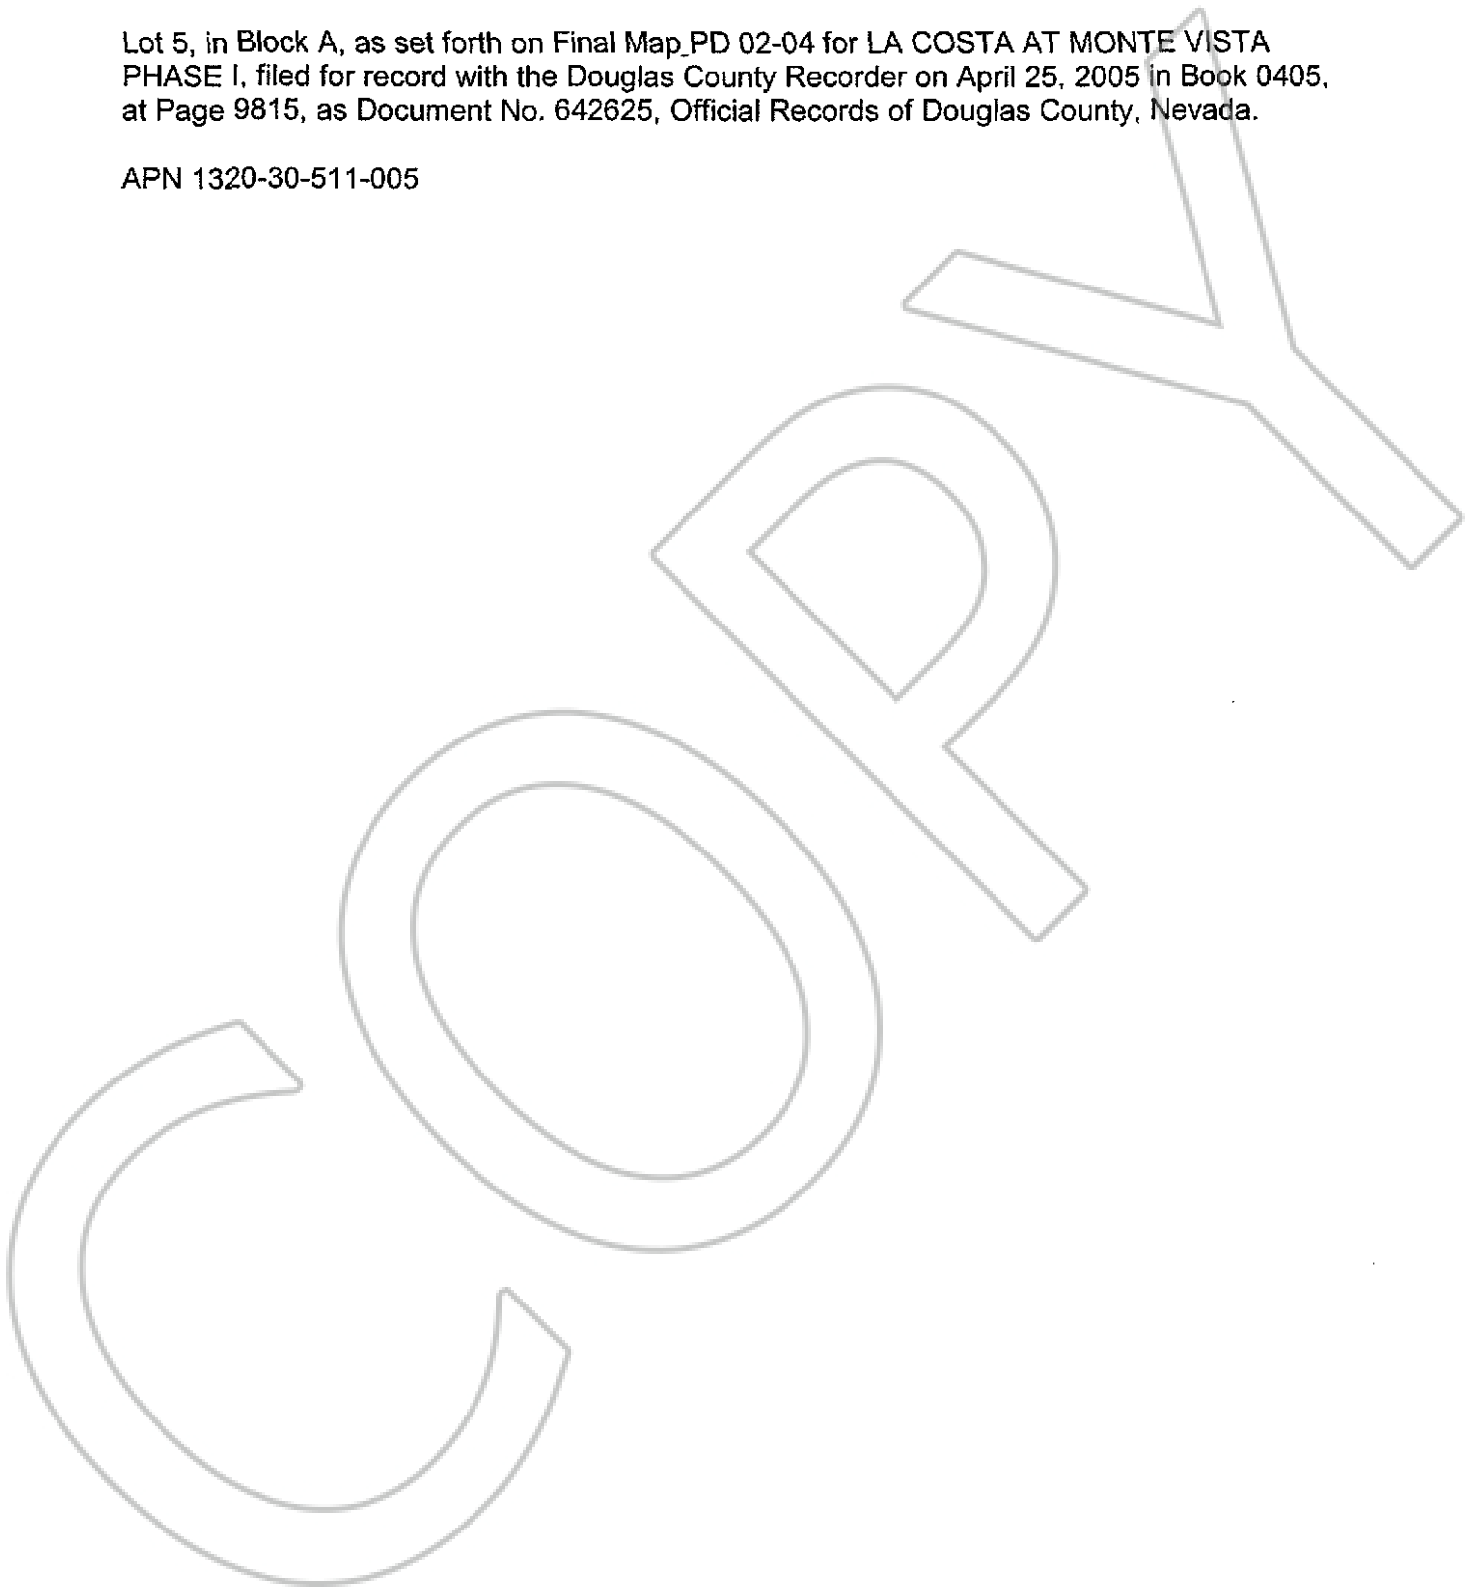 Lot 5, in Block A, as set forth on Final Map PD 02-04 for LA COSTA AT MONTE VISTA
PHASE I, filed for record with the Douglas County Recorder on April 25, 2005 in Book 0405,
at Page 9815, as Document No. 642625, Official Records of Douglas County, Nevada.
APN 1320-30-511-005
COPY